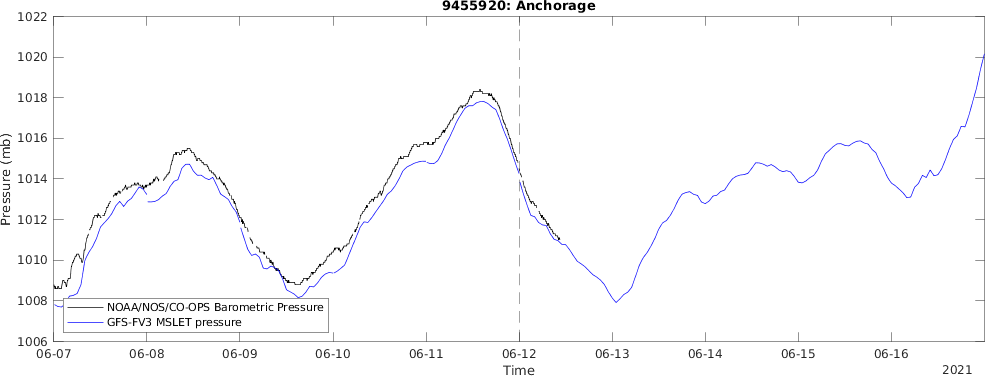 9455920: Anchorage
Pressure (mb)
1022
1020
1018
1016
1014
1012
1010
1008
1006
NOAA/NOS/CO-OPS Barometric Pressure
GFS-FV3 MSLET pressure
06-07 06-08 06-09 06-10 06-11 06-12 06-13 06-14 06-15 06-16
Time
2021